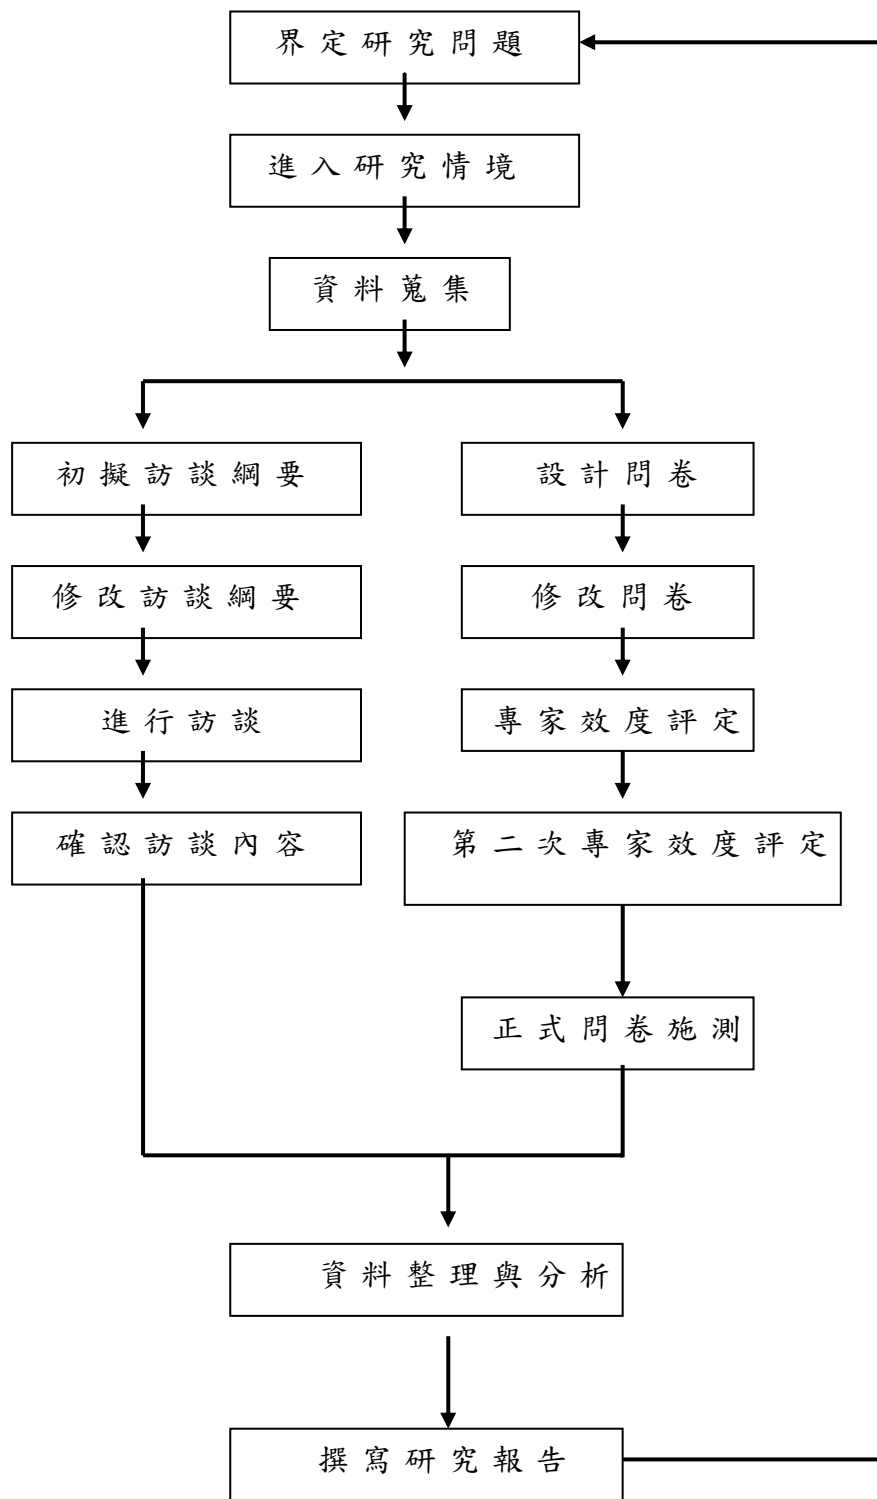 界定研究問題
進入研究情境
資料蒐集
初擬訪談綱要
修改訪談綱要
進行訪談
確認訪談內容
設計問卷
修改問卷
專家效度評定
第二次專家效度評定
正式問卷施測
資料整理與分析
撰寫研究報告